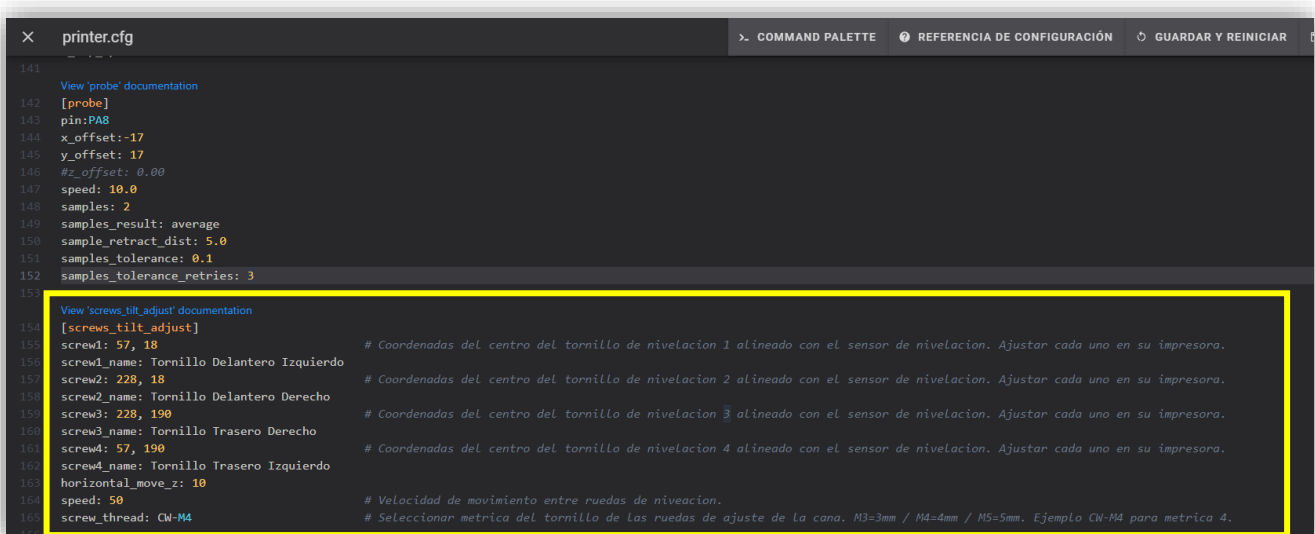 printer.cfg
COMMAND PALETTE
REFERENCIA DE CONFIGURACIÓN
GUARDAR Y REINICIAR
141
View 'probe' documentation
142 [probe]
143 pin:PA8
144 x_offset:-17
145 y_offset: 17
146 #z_offset: 0.00
147 speed: 10.0
148 samples: 2
149 samples_result: average
150 sample_retract_dist: 5.0
151 samples_tolerance: 0.1
152 samples_tolerance_retries: 3
153
View 'screws_tilt_adjust' documentation
154 [screws_tilt_adjust]
155 screw1: 57, 18 # Coordenadas del centro del tornillo de nivelacion 1 alineado con el sensor de nivelacion. Ajustar cada uno en su impresora.
156 screw1_name: Tornillo Delantero Izquierdo
157 screw2: 228, 18 # Coordenadas del centro del tornillo de nivelacion 2 alineado con el sensor de nivelacion. Ajustar cada uno en su impresora.
158 screw2_name: Tornillo Delantero Derecho
159 screw3: 228, 190 # Coordenadas del centro del tornillo de nivelacion 3 alineado con el sensor de nivelacion. Ajustar cada uno en su impresora.
160 screw3_name: Tornillo Trasero Derecho
161 screw4: 57, 190 # Coordenadas del centro del tornillo de nivelacion 4 alineado con el sensor de nivelacion. Ajustar cada uno en su impresora.
162 screw4_name: Tornillo Trasero Izquierdo
163 horizontal_move_z: 10
164 speed: 50 # Velocidad de movimiento entre ruedas de niveacion.
165 screw_thread: CW-M4 # Seleccionar metrica del tornillo de las ruedas de ajuste de la cana. M3=3mm / M4=4mm / M5=5mm. Ejemplo CW-M4 para metrica 4.